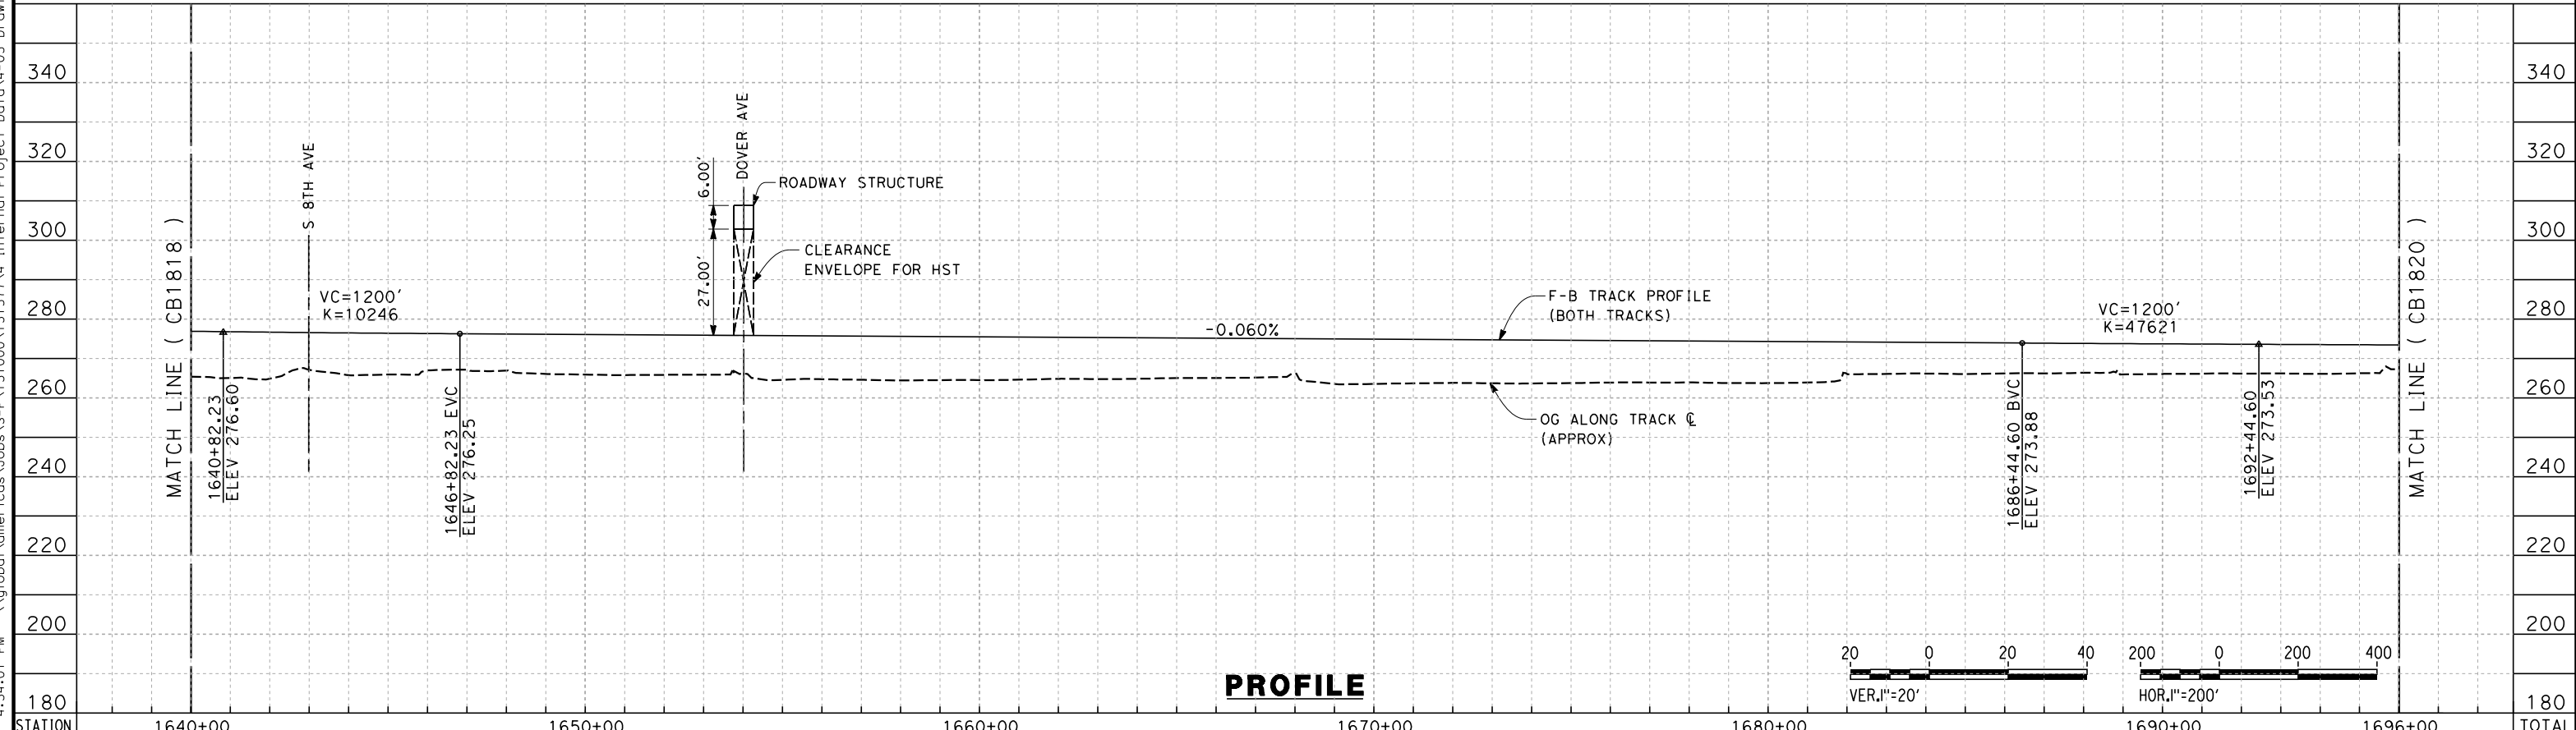 340
320
300
280
260
240
220
200
180
STATION
MATCH LINE ( CB1818 )
1640+82.23
ELEV 276.60
S 8TH AVE
VC=1200'
K=10246
1646+82.23 EVC
ELEV 276.25
DOVER AVE
6.00'
27.00'
ROADWAY STRUCTURE
CLEARANCE
ENVELOPE FOR HST
-0.060%
F-B TRACK PROFILE
(BOTH TRACKS)
OG ALONG TRACK ℄
(APPROX)
1686+44.60 BVC
ELEV 273.88
VC=1200'
K=47621
1692+44.60
ELEV 273.53
MATCH LINE ( CB1820 )
340
320
300
280
260
240
220
200
180
TOTAL
PROFILE
20 0 20 40
VER.1"=20'
200 0 200 400
HOR.1"=200'
1640+00 1650+00 1660+00 1670+00 1680+00 1690+00 1696+00